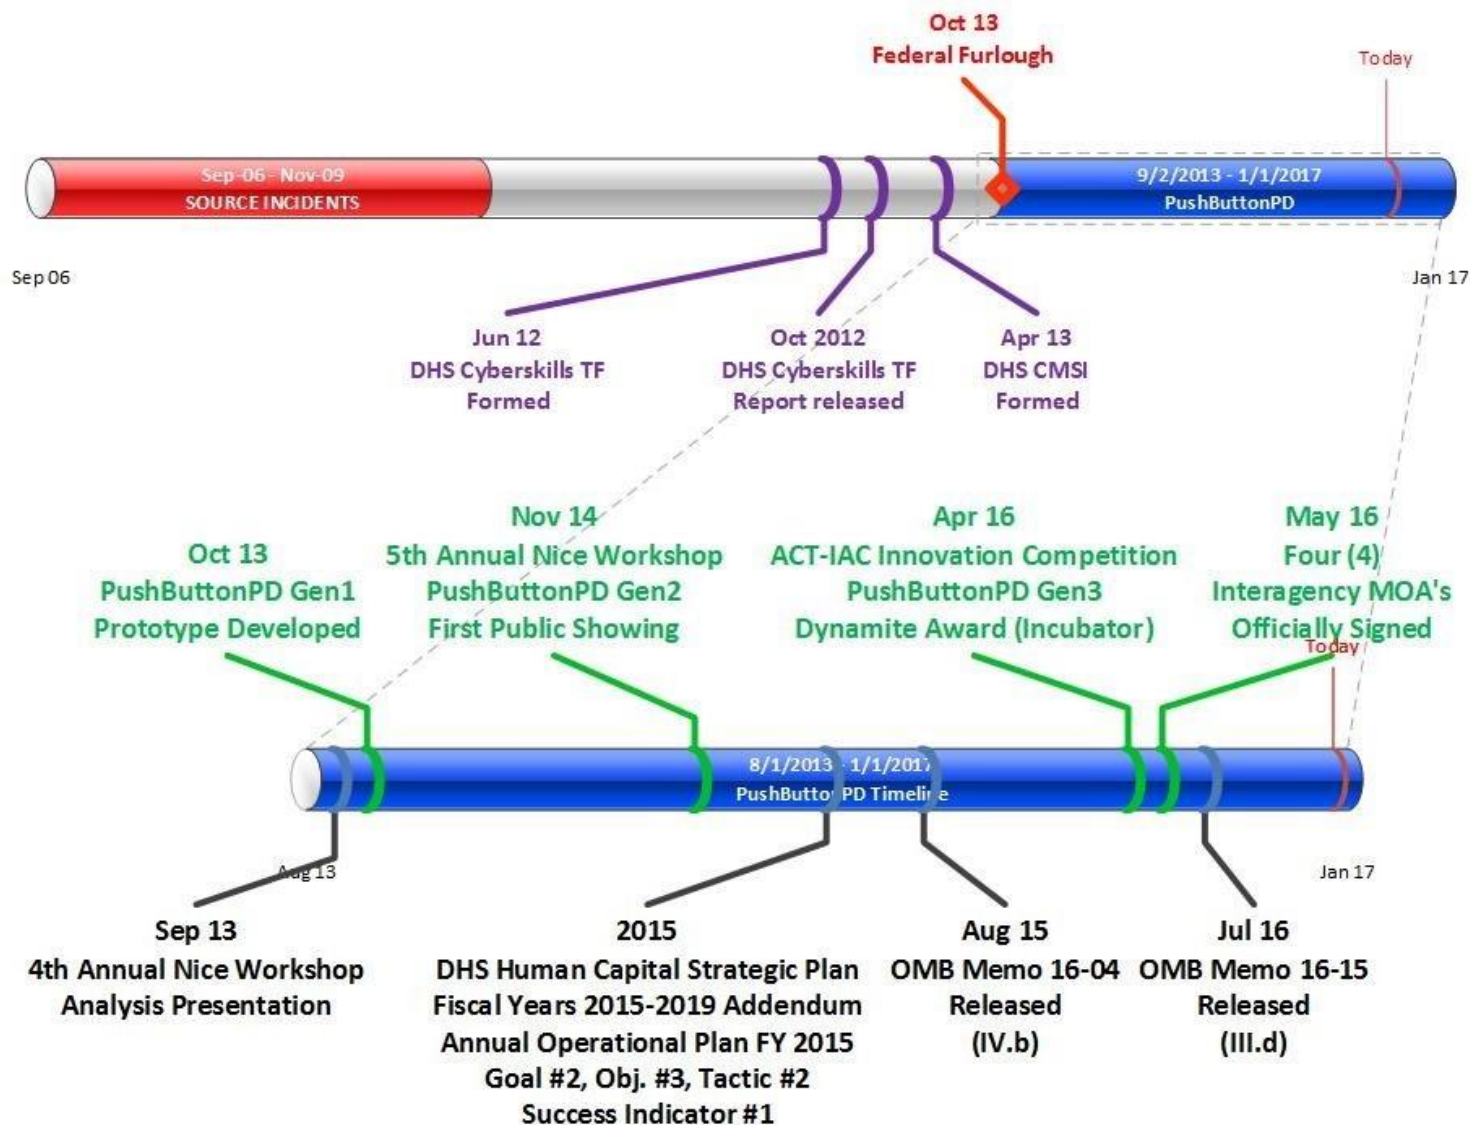 Oct 13
Federal Furlough
Today
Sep-06 - Nov-09
SOURCE INCIDENTS
9/2/2013 - 1/1/2017
PushButtonPD
Sep 06
Jan 17
Jun 12
DHS Cyberskills TF
Formed
Oct 2012
DHS Cyberskills TF
Report released
Apr 13
DHS CMSI
Formed
Oct 13
PushButtonPD Gen1
Prototype Developed
Nov 14
5th Annual Nice Workshop
PushButtonPD Gen2
First Public Showing
Apr 16
ACT-IAC Innovation Competition
PushButtonPD Gen3
Dynamite Award (Incubator)
May 16
Four (4)
Interagency MOA's
Officially Signed
Today
8/1/2013 - 1/1/2017
PushButtonPD Timeline
Aug 13
Jan 17
Sep 13
4th Annual Nice Workshop
Analysis Presentation
2015
DHS Human Capital Strategic Plan
Fiscal Years 2015-2019 Addendum
Annual Operational Plan FY 2015
Goal #2, Obj. #3, Tactic #2
Success Indicator #1
Aug 15
OMB Memo 16-04
Released
(IV.b)
Jul 16
OMB Memo 16-15
Released
(III.d)